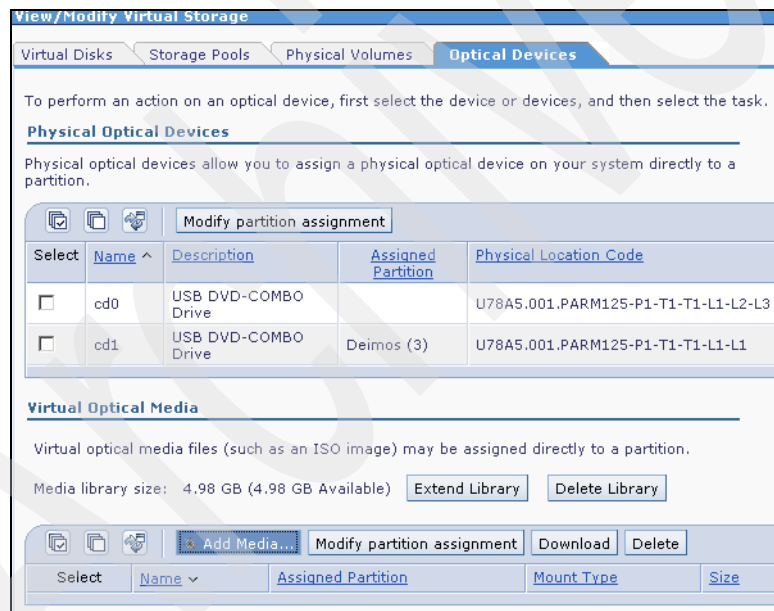 View/Modify Virtual Storage
Virtual Disks Storage Pools Physical Volumes Optical Devices
To perform an action on an optical device, first select the device or devices, and then select the task.
Physical Optical Devices
Physical optical devices allow you to assign a physical optical device on your system directly to a
partition.
Modify partition assignment
Select Name ^ Description Assigned Partition Physical Location Code
cd0 USB DVD-COMBO Drive U78A5.001.PARM125-P1-T1-T1-L1-L2-L3
cd1 USB DVD-COMBO Drive Deimos (3) U78A5.001.PARM125-P1-T1-T1-L1-L1
Virtual Optical Media
Virtual optical media files (such as an ISO image) may be assigned directly to a partition.
Media library size: 4.98 GB (4.98 GB Available) Extend Library Delete Library
Add Media... Modify partition assignment Download Delete
Select Name Assigned Partition Mount Type Size